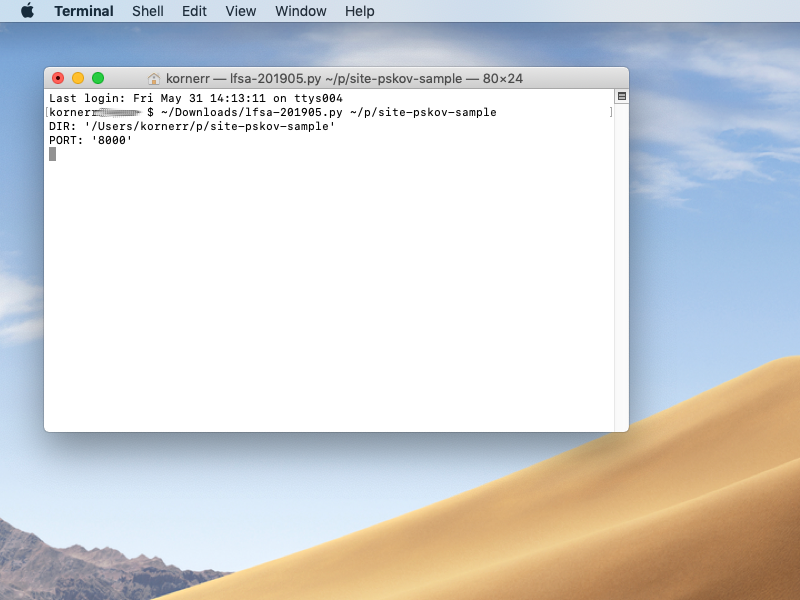 Terminal Shell Edit View Window Help
kornerr — lfsa-201905.py ~/p/site-pskov-sample — 80×24
Last login: Fri May 31 14:13:11 on ttys004
[kornerr $ ~/Downloads/lfsa-201905.py ~/p/site-pskov-sample ]
DIR: '/Users/kornerr/p/site-pskov-sample'
PORT: '8000'